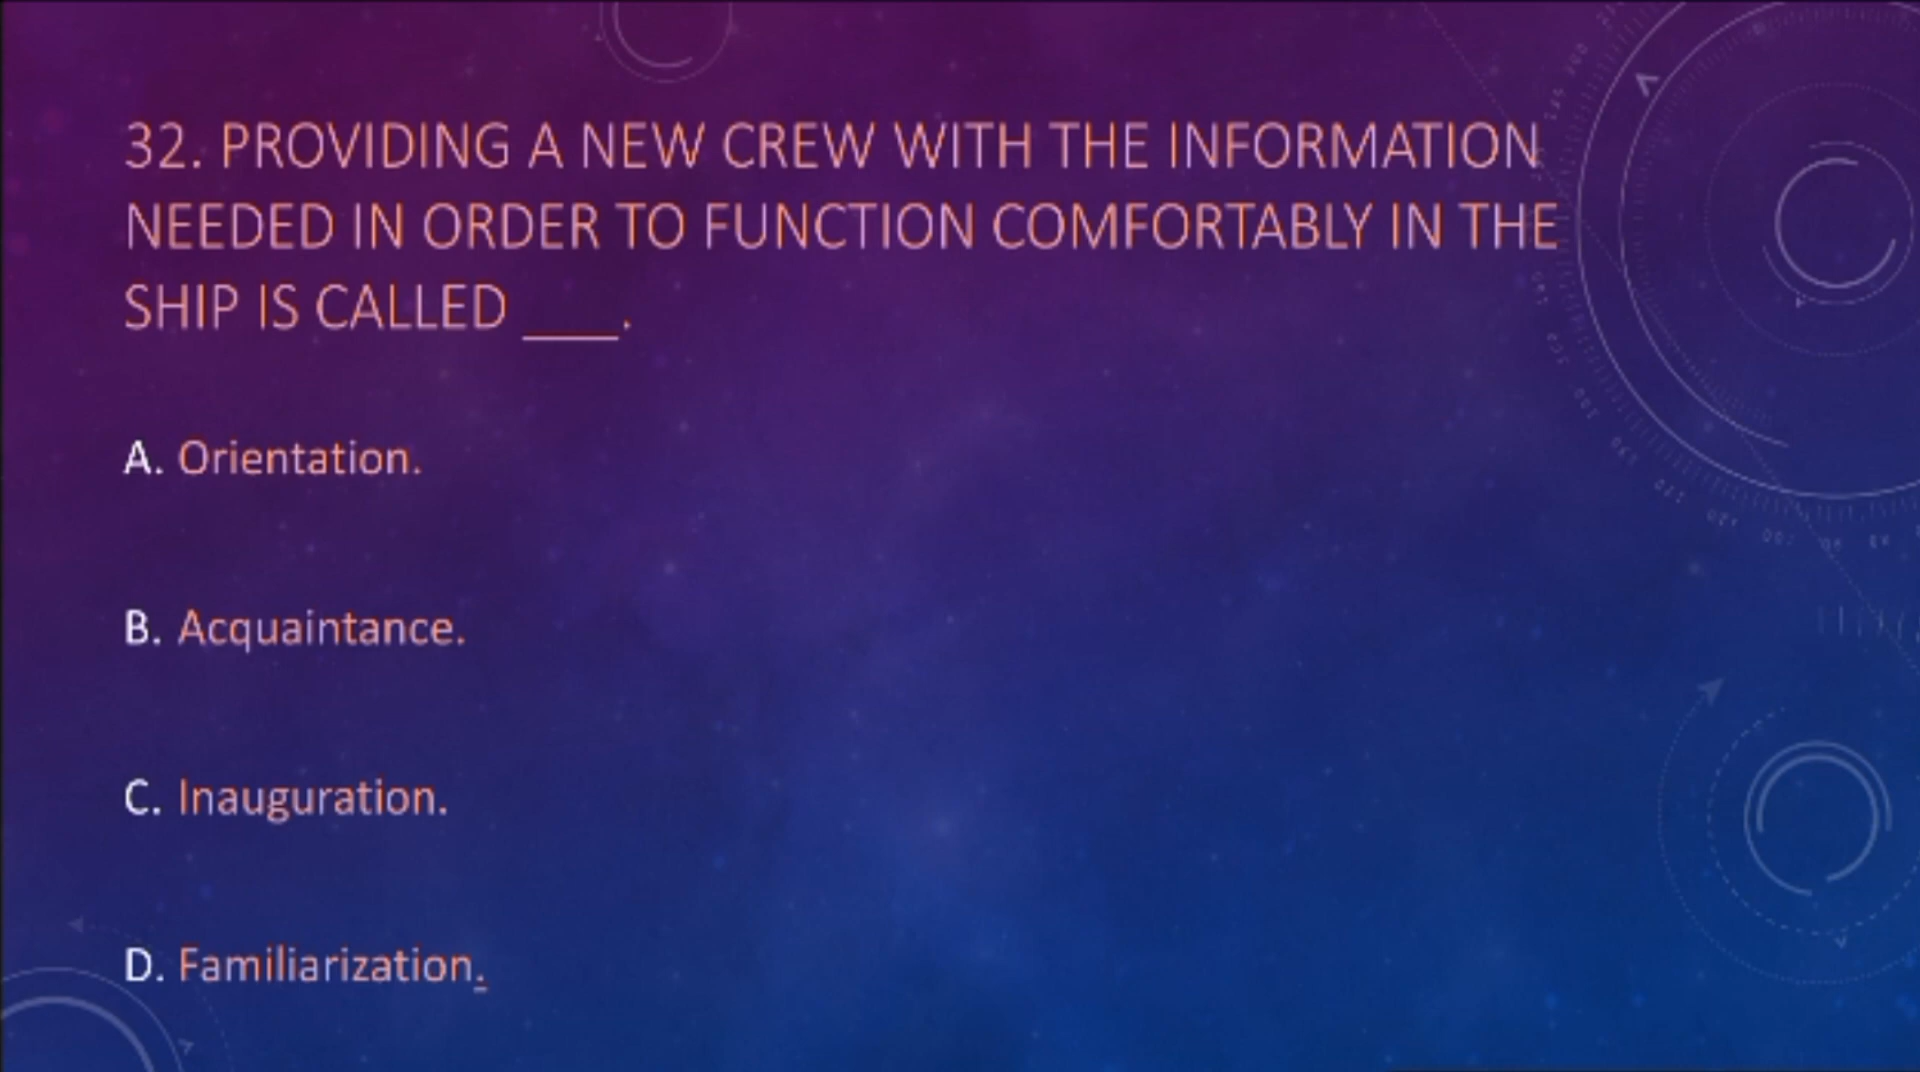 32. PROVIDING A NEW CREW WITH THE INFORMATION
NEEDED IN ORDER TO FUNCTION COMFORTABLY IN THE
SHIP IS CALLED ____.
A. Orientation.
B. Acquaintance.
C. Inauguration.
D. Familiarization.